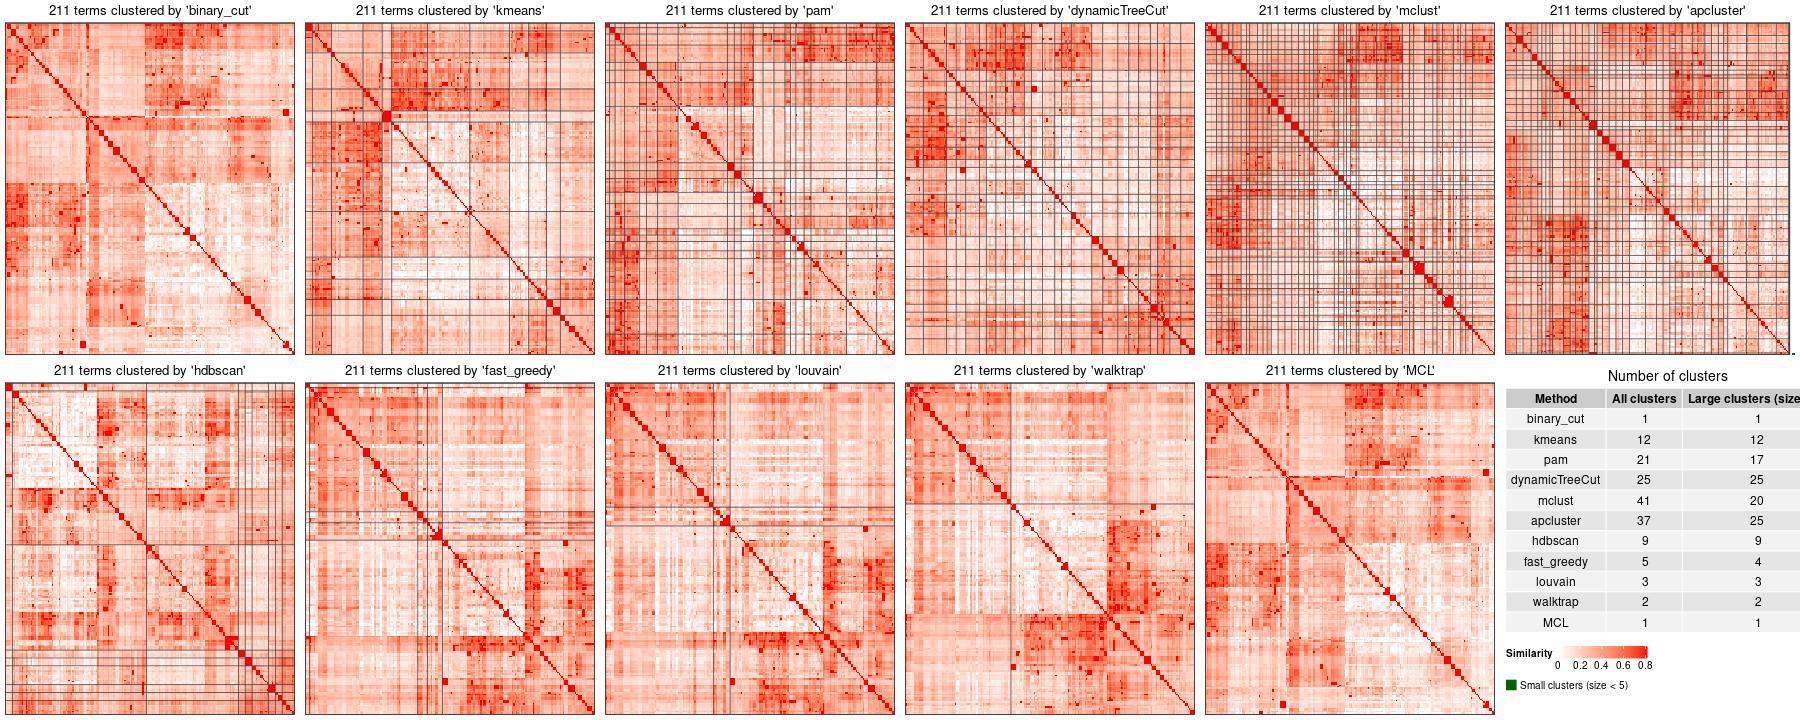 211 terms clustered by 'binary_cut'
211 terms clustered by 'kmeans'
211 terms clustered by 'pam'
211 terms clustered by 'dynamicTreeCut'
211 terms clustered by 'mclust'
211 terms clustered by 'apcluster'
211 terms clustered by 'hdbscan'
211 terms clustered by 'fast_greedy'
211 terms clustered by 'louvain'
211 terms clustered by 'walktrap'
211 terms clustered by 'MCL'
Number of clusters
Method All clusters Large clusters (size
binary_cut 1 1
kmeans 12 12
pam 21 17
dynamicTreeCut 25 25
mclust 41 20
apcluster 37 25
hdbscan 9 9
fast_greedy 5 4
louvain 3 3
walktrap 2 2
MCL 1 1
Similarity
0 0.2 0.4 0.6 0.8
Small clusters (size < 5)